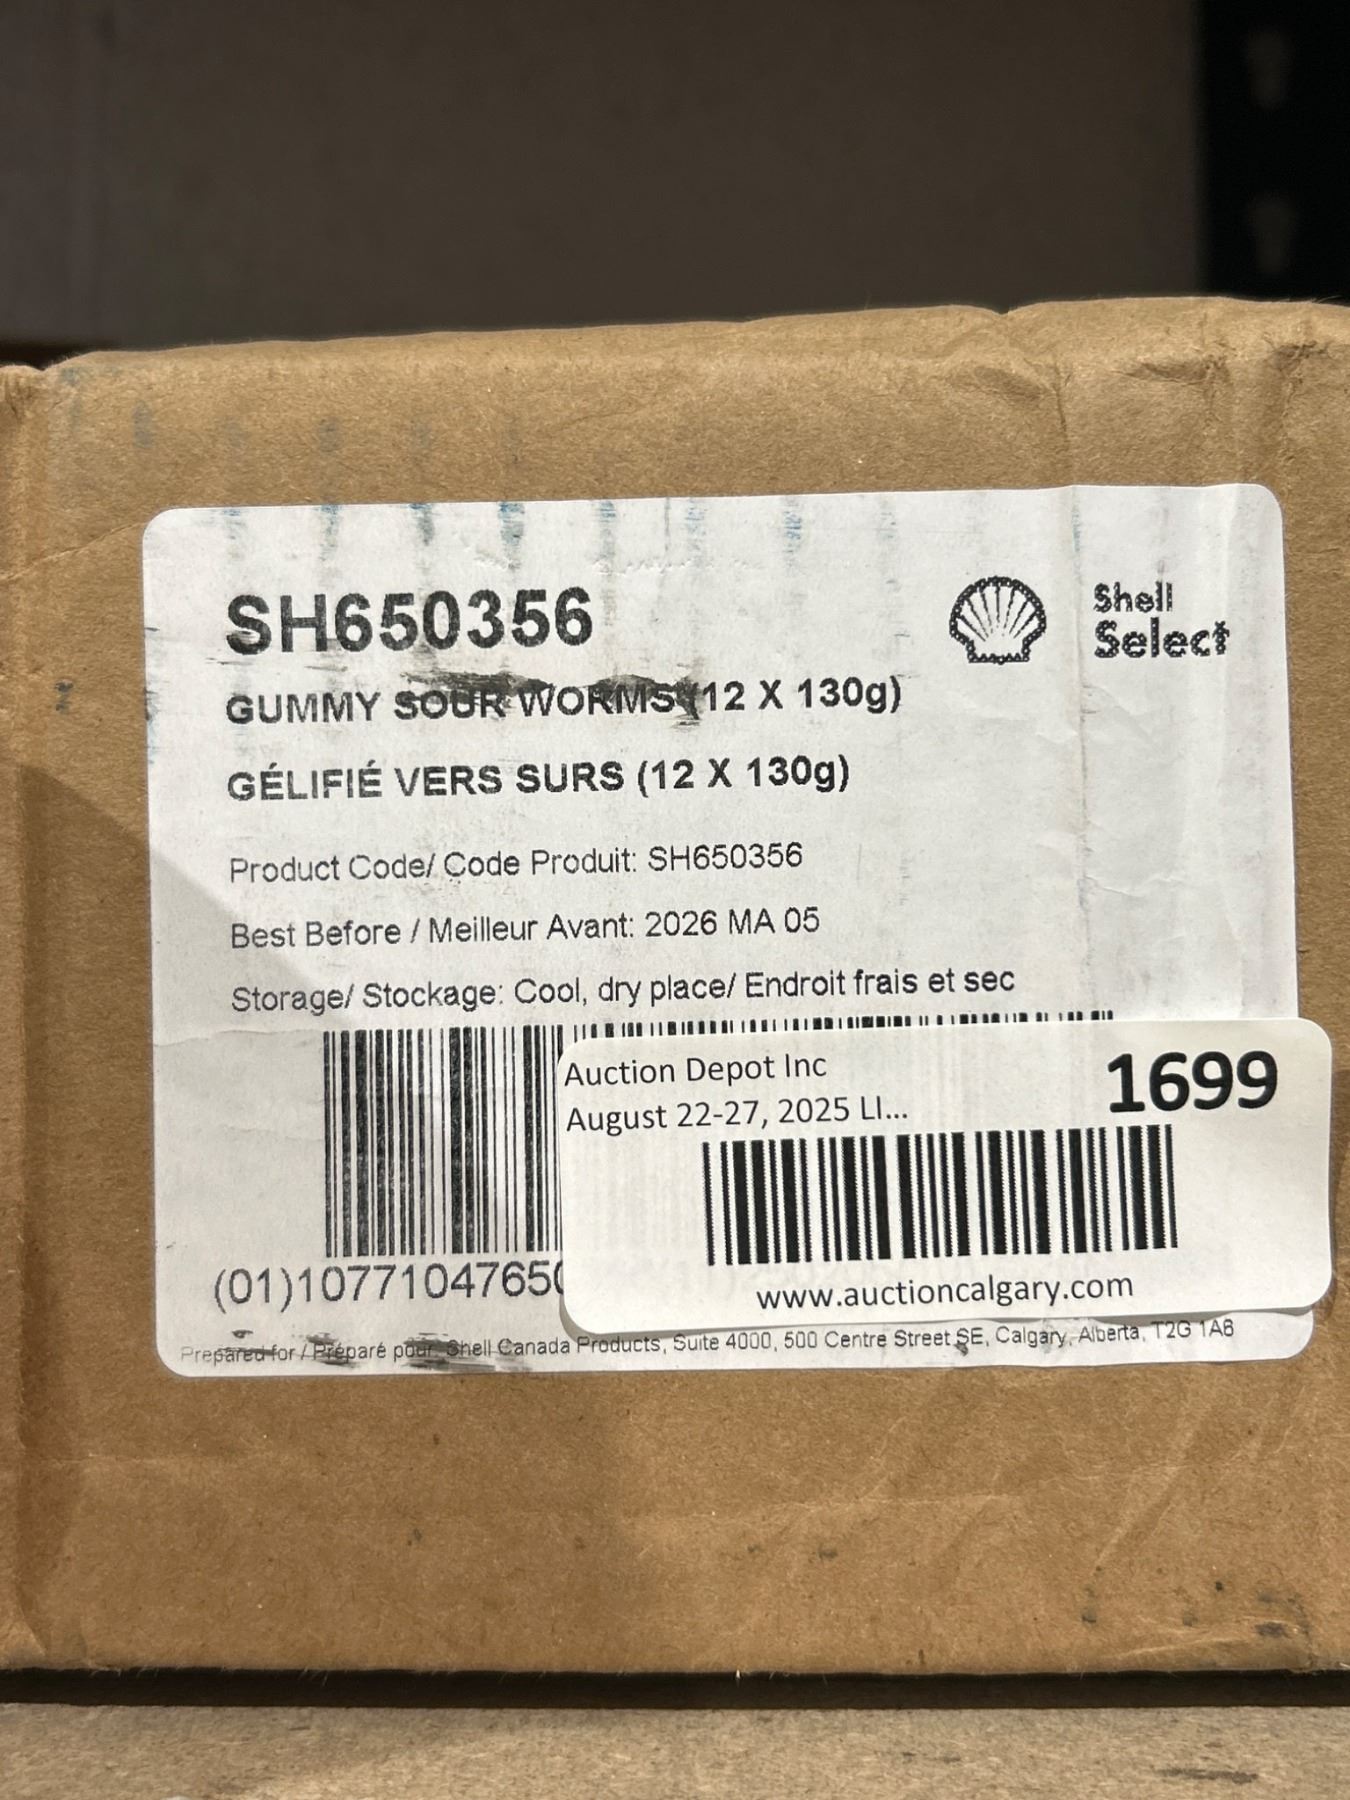 SH650356
Shell
Select
GUMMY SOUR WORMS (12 X 130g)
GÉLIFIÉ VERS SURS (12 X 130g)
Product Code/ Code Produit: SH650356
Best Before / Meilleur Avant: 2026 MA 05
Storage/ Stockage: Cool, dry place/ Endroit frais et sec
Auction Depot Inc
1699
August 22-27, 2025 LI...
www.auctioncalgary.com
(01)1077104765
Prepared for / Préparé pour: Shell Canada Products, Suite 4000, 500 Centre Street SE, Calgary, Alberta, T2G 1A6